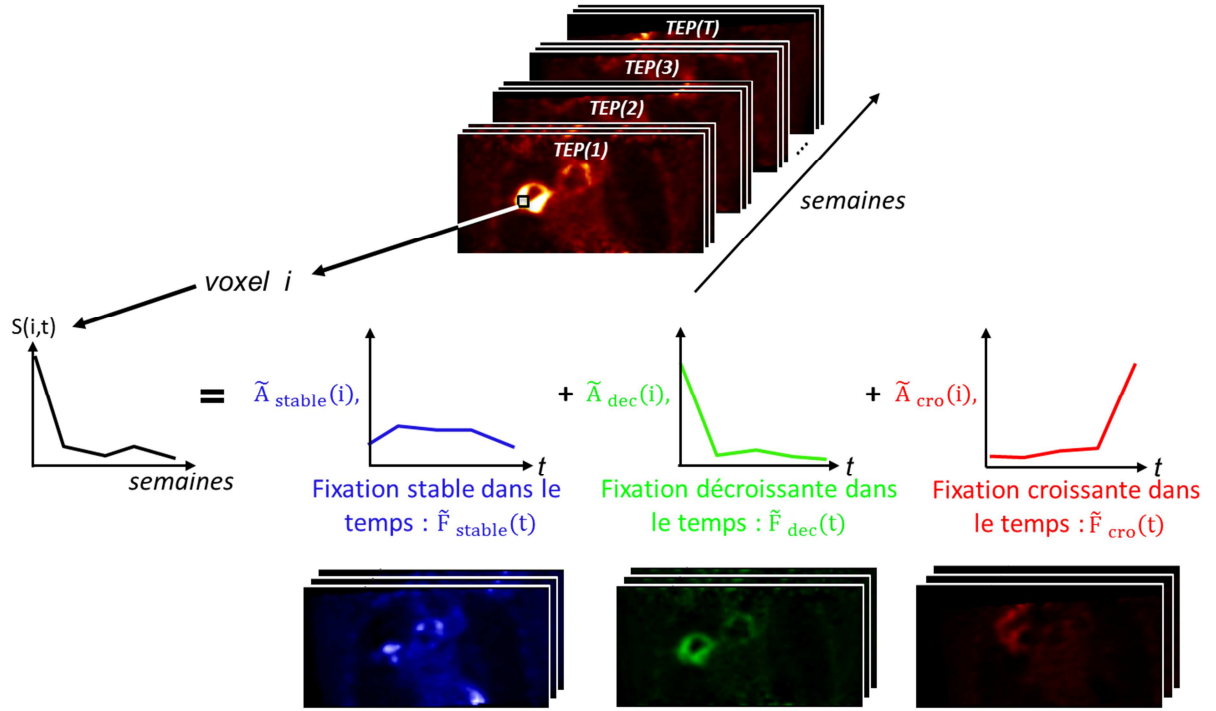 TEP(T)
TEP(3)
TEP(2)
TEP(1)
...
semaines
voxel i
S(i,t)
semaines
=
Ã stable(i),
t
+
Ã dec(i),
t
+
Ã cro(i),
t
Fixation stable dans le
temps : F̃ stable(t)
Fixation décroissante dans
le temps : F̃ dec(t)
Fixation croissante dans
le temps : F̃ cro(t)